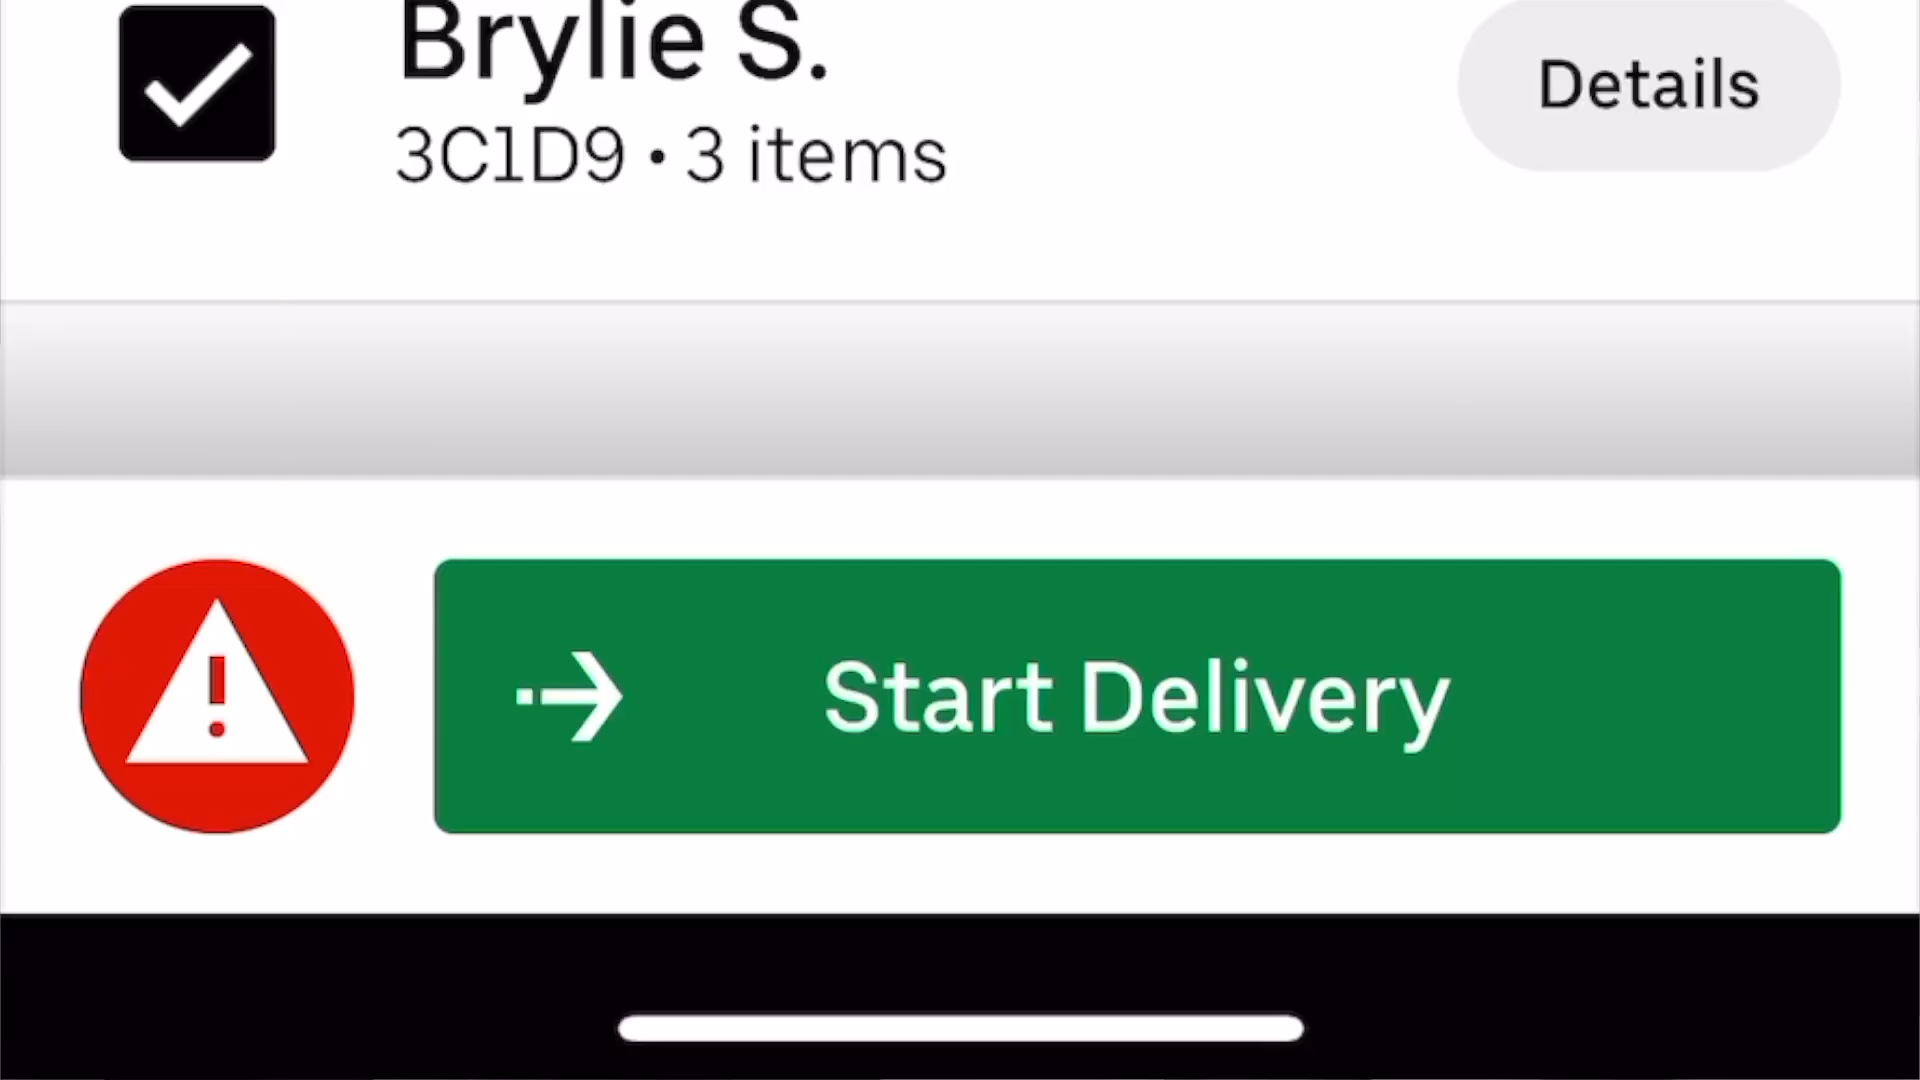 Brylie S.
3C1D9 • 3 items
Details
Start Delivery